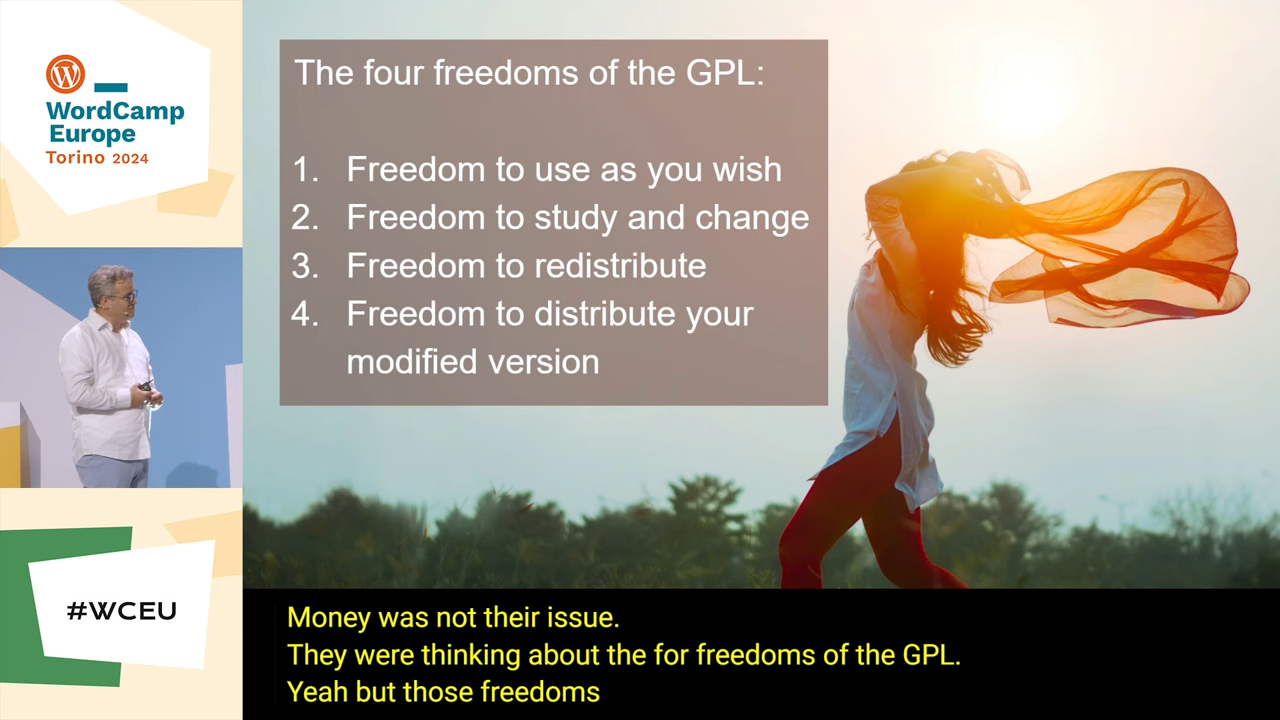 WordCamp
Europe
Torino 2024
#WCEU
The four freedoms of the GPL:
1. Freedom to use as you wish
2. Freedom to study and change
3. Freedom to redistribute
4. Freedom to distribute your
modified version
Money was not their issue.
They were thinking about the for freedoms of the GPL.
Yeah but those freedoms